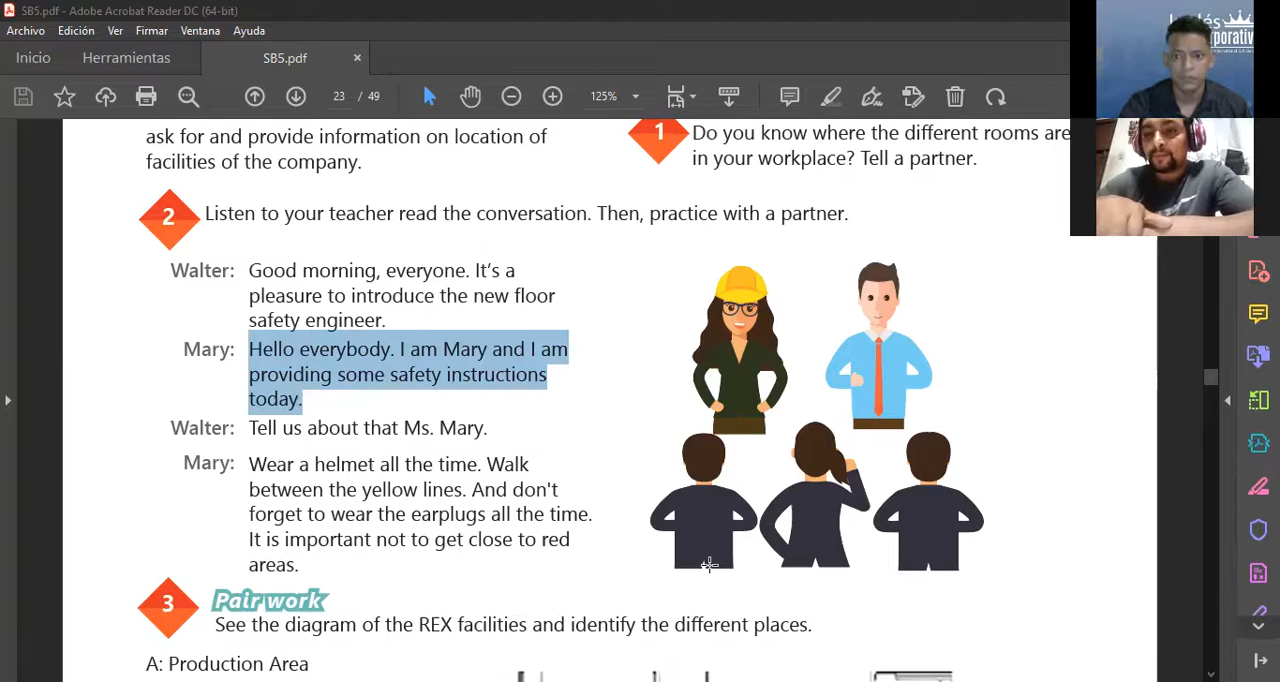 SB5.pdf - Adobe Acrobat Reader DC (64-bit)
Archivo Edición Ver Firmar Ventana Ayuda
Inicio Herramientas SB5.pdf ×
23 / 49 125%
ask for and provide information on location of
facilities of the company.
1 Do you know where the different rooms are
in your workplace? Tell a partner.
2 Listen to your teacher read the conversation. Then, practice with a partner.
Walter: Good morning, everyone. It's a
pleasure to introduce the new floor
safety engineer.
Mary: Hello everybody. I am Mary and I am
providing some safety instructions
today.
Walter: Tell us about that Ms. Mary.
Mary: Wear a helmet all the time. Walk
between the yellow lines. And don't
forget to wear the earplugs all the time.
It is important not to get close to red
areas.
3 Pair work
See the diagram of the REX facilities and identify the different places.
A: Production Area